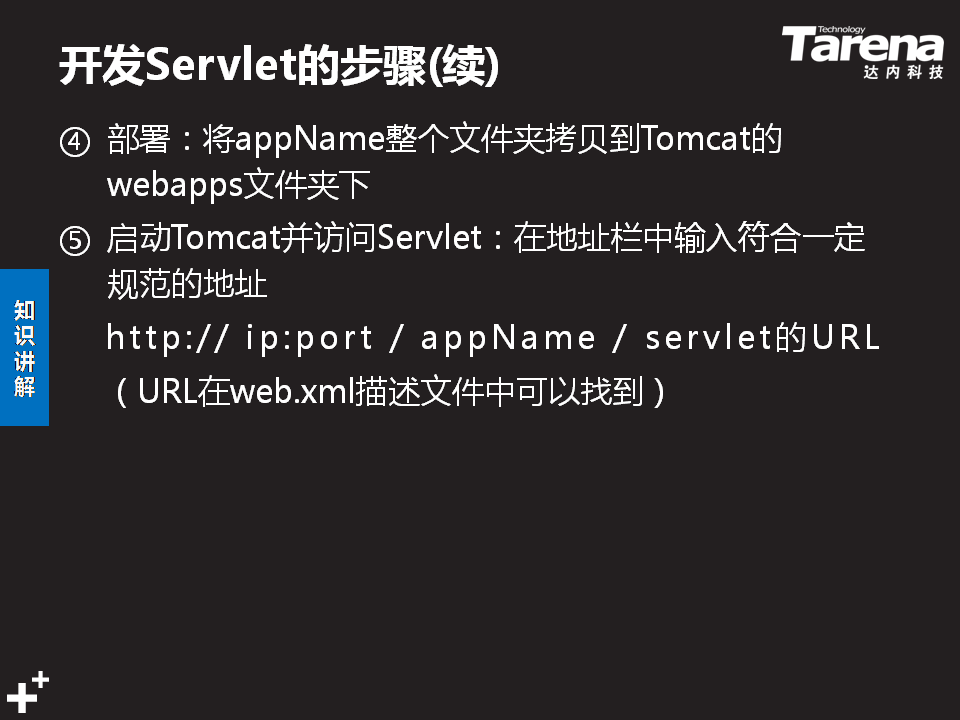 开发Servlet的步骤(续)
Technology
Tarena
达内科技
④ 部署：将appName整个文件夹拷贝到Tomcat的
webapps文件夹下
⑤ 启动Tomcat并访问Servlet：在地址栏中输入符合一定
规范的地址
http:// ip:port / appName / servlet的URL
（URL在web.xml描述文件中可以找到）
知识讲解